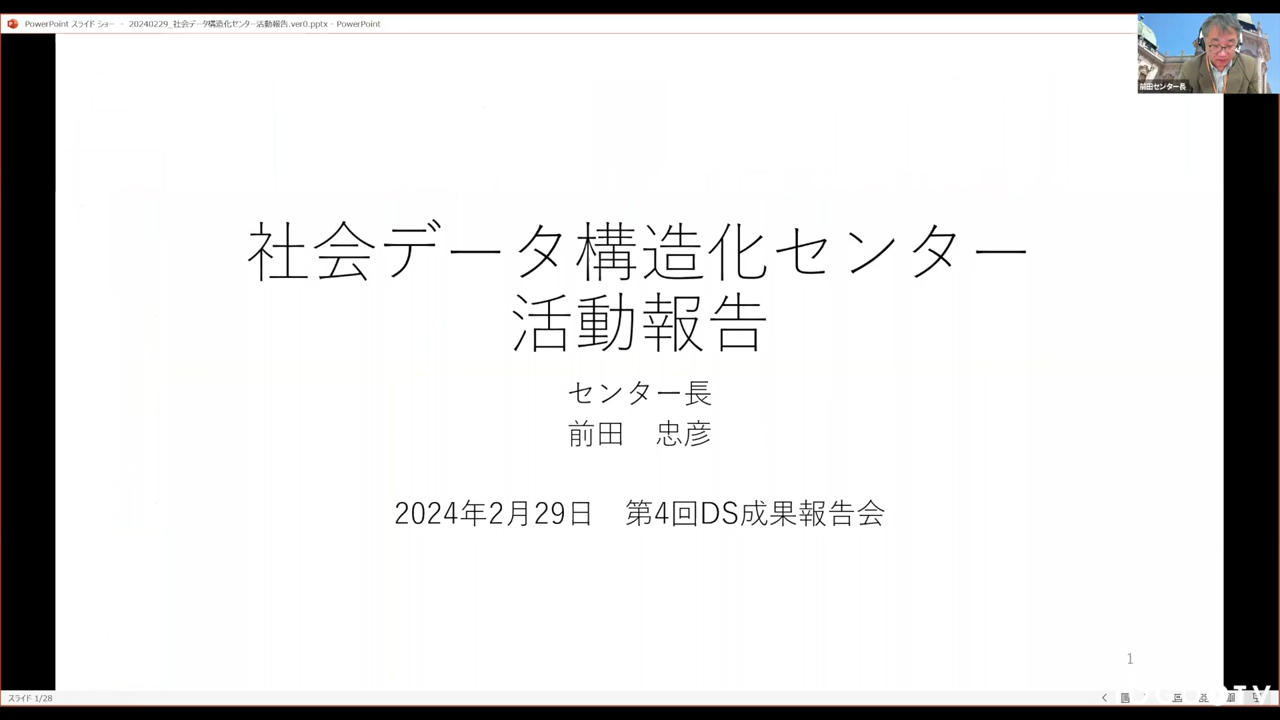 PowerPoint スライド ショー - 20240229_社会データ構造化センター活動報告.ver0.pptx - PowerPoint
前田センター長
社会データ構造化センター
活動報告
センター長
前田 忠彦
2024年2月29日 第4回DS成果報告会
1
スライド 1/28